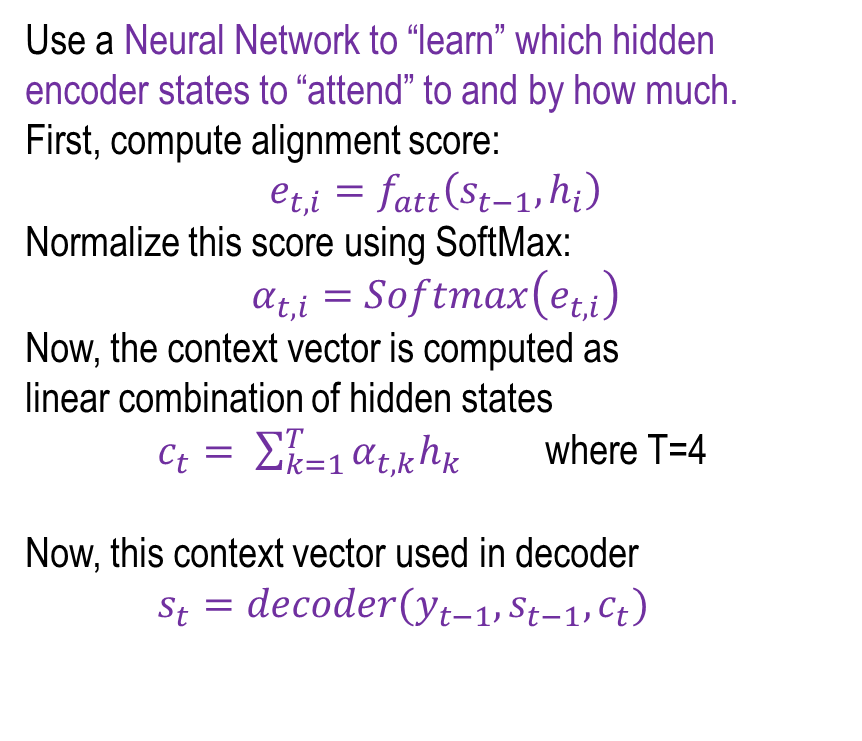 Use a Neural Network to “learn” which hidden
encoder states to “attend” to and by how much.
First, compute alignment score:
e_{t,i} = f_{att}(s_{t−1}, h_i)
Normalize this score using SoftMax:
α_{t,i} = Softmax(e_{t,i})
Now, the context vector is computed as
linear combination of hidden states
c_t = ∑_{k=1}^{T} α_{t,k} h_k where T=4
Now, this context vector used in decoder
s_t = decoder(y_{t−1}, s_{t−1}, c_t)